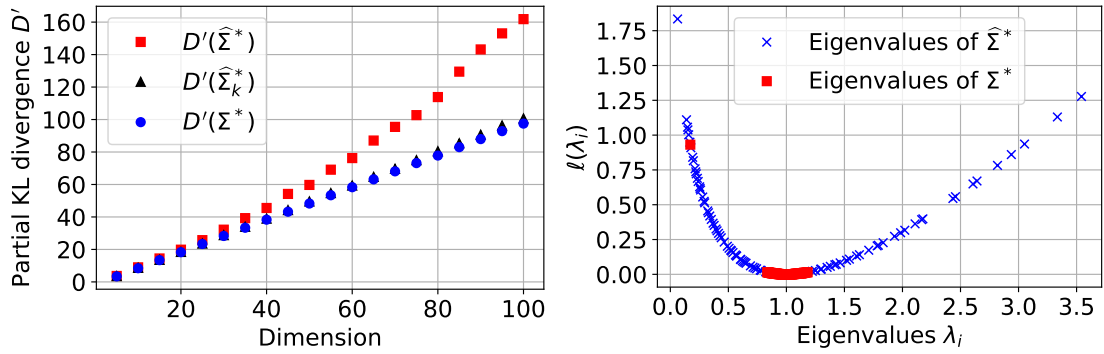 Partial KL divergence D′
160
140
120
100
80
60
40
20
0
D′(Σ̂*)
D′(Σ̂*ₖ)
D′(Σ*)
20 40 60 80 100
Dimension
ℓ(λᵢ)
1.75
1.50
1.25
1.00
0.75
0.50
0.25
0.00
Eigenvalues of Σ̂*
Eigenvalues of Σ*
0.0 0.5 1.0 1.5 2.0 2.5 3.0 3.5
Eigenvalues λᵢ